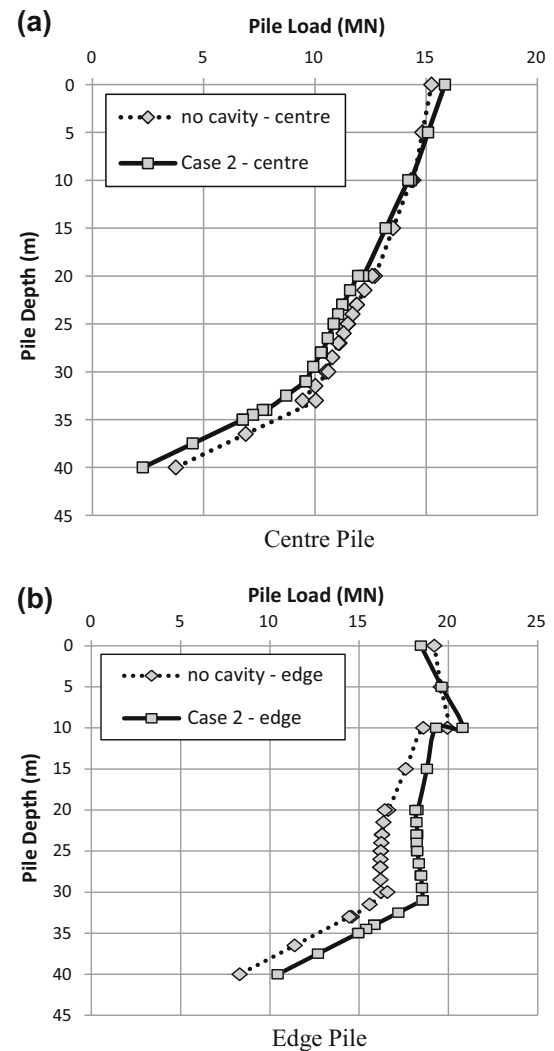 (a)
Pile Load (MN)
0 5 10 15 20
0
5
10
15
20
25
30
35
40
45
Pile Depth (m)
no cavity - centre
Case 2 - centre
Centre Pile
(b)
Pile Load (MN)
0 5 10 15 20 25
0
5
10
15
20
25
30
35
40
45
Pile Depth (m)
no cavity - edge
Case 2 - edge
Edge Pile